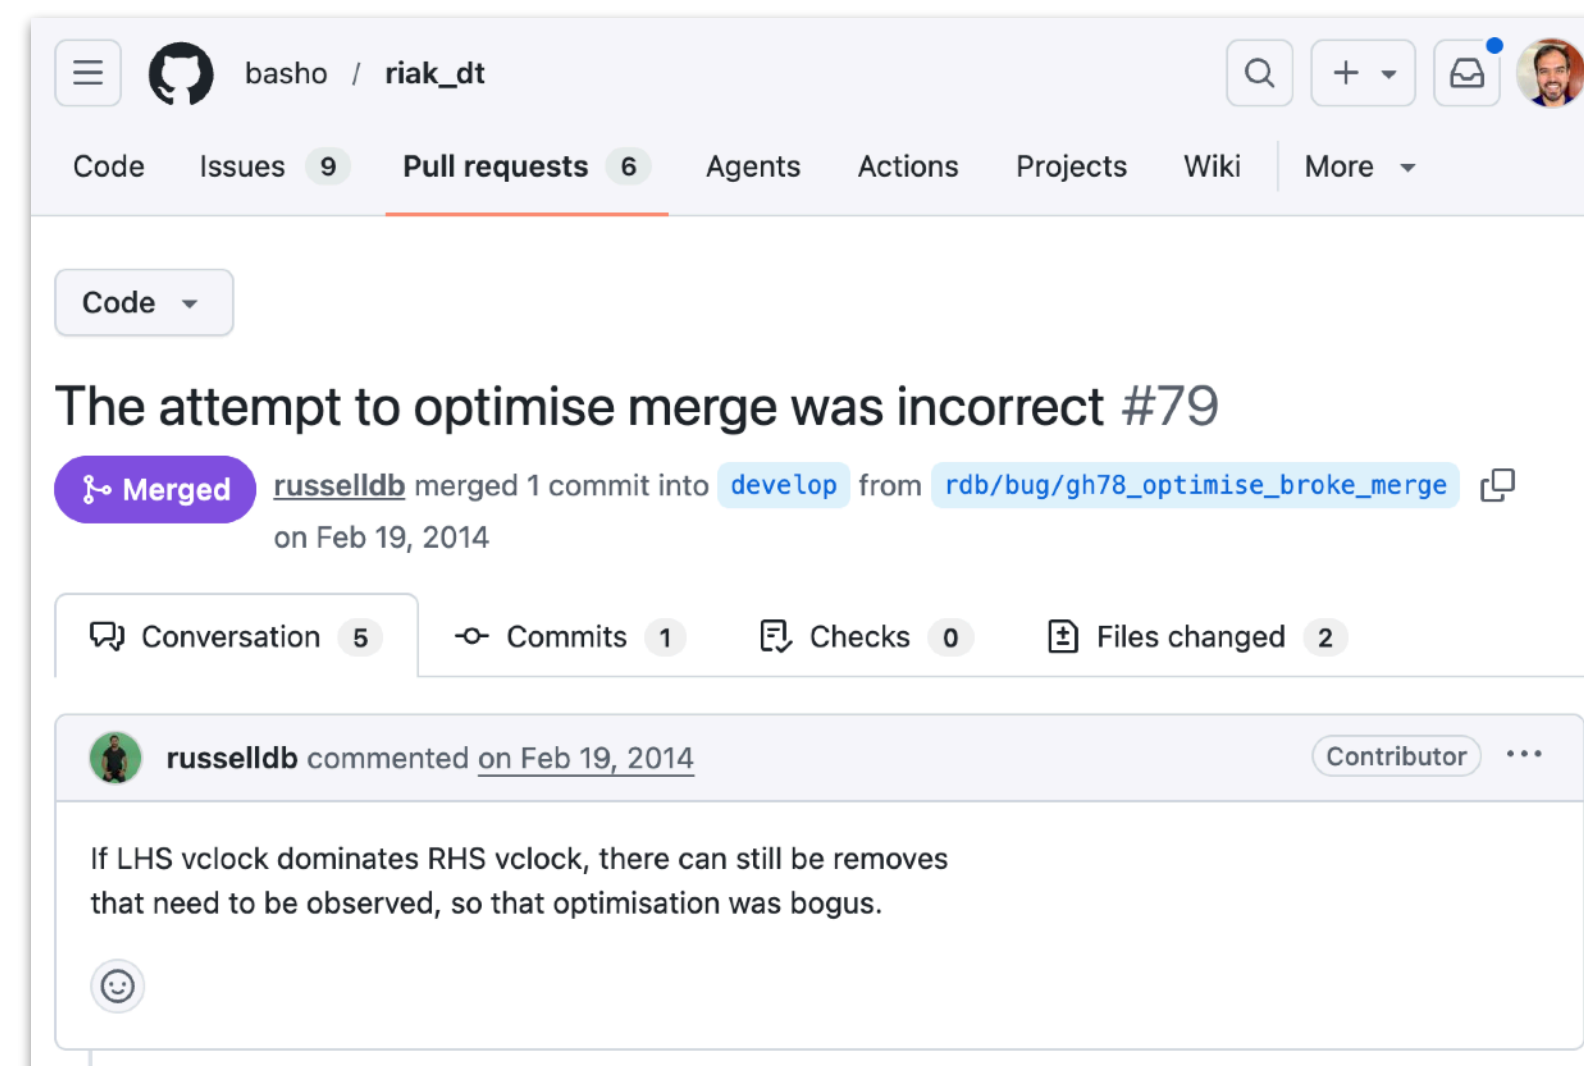 basho / riak_dt
Code Issues 9 Pull requests 6 Agents Actions Projects Wiki More
Code
The attempt to optimise merge was incorrect #79
Merged russelldb merged 1 commit into develop from rdb/bug/gh78_optimise_broke_merge
on Feb 19, 2014
Conversation 5 Commits 1 Checks 0 Files changed 2
russelldb commented on Feb 19, 2014 Contributor
If LHS vclock dominates RHS vclock, there can still be removes
that need to be observed, so that optimisation was bogus.